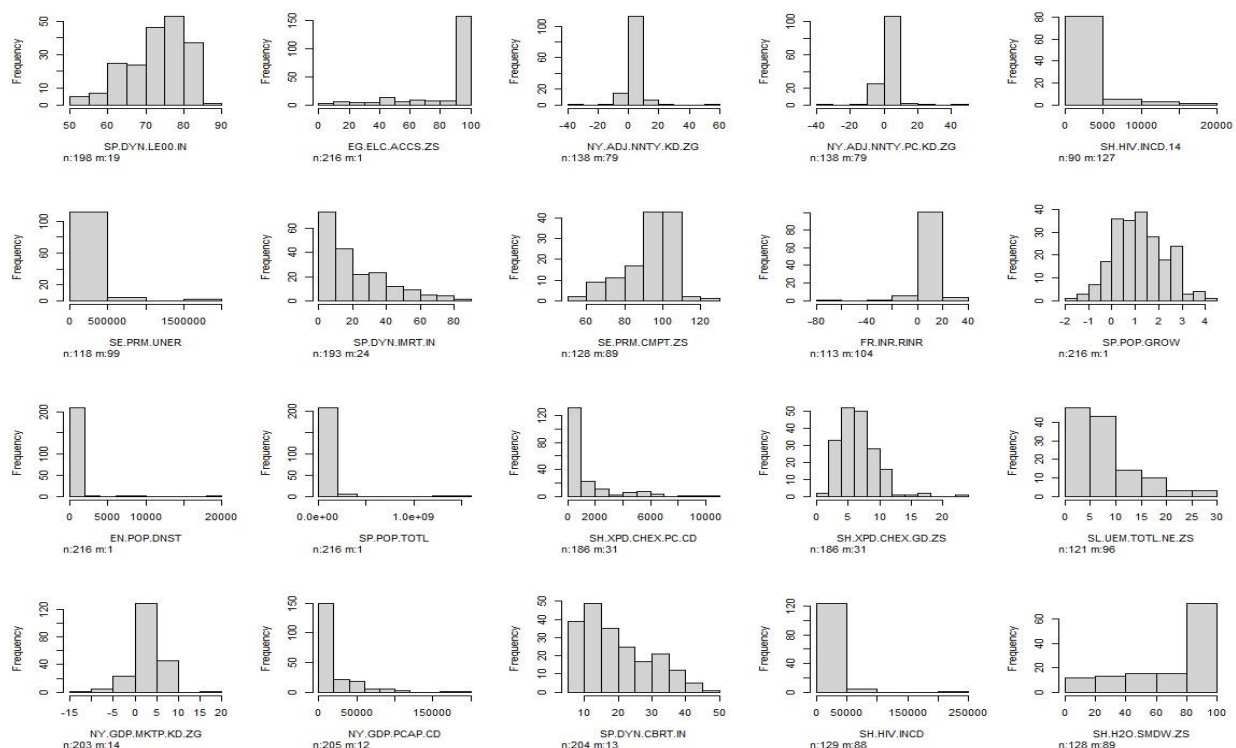 Frequency
0 10 30 50
50 60 70 80 90
SP.DYN.LE00.IN
n:198 m:19
Frequency
0 50 100 150
0 20 40 60 80 100
EG.ELC.ACCS.ZS
n:216 m:1
Frequency
0 20 60 100
-40 -20 0 20 40 60
NY.ADJ.NNTY.KD.ZG
n:138 m:79
Frequency
0 20 60 100
-40 -20 0 20 40
NY.ADJ.NNTY.PC.KD.ZG
n:138 m:79
Frequency
0 20 40 60 80
0 5000 10000 20000
SH.HIV.INCD.14
n:90 m:127
Frequency
0 40 80 100
0 500000 1500000
SE.PRM.UNER
n:118 m:99
Frequency
0 20 40 60
0 20 40 60 80
SP.DYN.IMRT.IN
n:193 m:24
Frequency
0 10 20 30 40
60 80 100 120
SE.PRM.CMPT.ZS
n:128 m:89
Frequency
0 20 40 60 80
-80 -40 0 20 40
FR.INR.RINR
n:113 m:104
Frequency
0 10 20 30 40
-2 -1 0 1 2 3 4
SP.POP.GROW
n:216 m:1
Frequency
0 50 100 200
0 5000 10000 20000
EN.POP.DNST
n:216 m:1
Frequency
0 50 100 200
0.0e+00 1.0e+09
SP.POP.TOTL
n:216 m:1
Frequency
0 40 80 120
0 2000 6000 10000
SH.XPD.CHEX.PC.CD
n:186 m:31
Frequency
0 10 20 30 40 50
0 5 10 15 20
SH.XPD.CHEX.GD.ZS
n:186 m:31
Frequency
0 10 20 30 40
0 5 10 15 20 25 30
SL.UEM.TOTL.NE.ZS
n:121 m:96
Frequency
0 40 80 120
-15 -5 0 5 10 15 20
NY.GDP.MKTP.KD.ZG
n:203 m:14
Frequency
0 50 100 150
0 50000 150000
NY.GDP.PCAP.CD
n:205 m:12
Frequency
0 10 20 30 40 50
10 20 30 40 50
SP.DYN.CBRT.IN
n:204 m:13
Frequency
0 40 80 120
0 50000 150000 250000
SH.HIV.INCD
n:129 m:88
Frequency
0 20 40 60
0 20 40 60 80 100
SH.H2O.SMDW.ZS
n:128 m:89